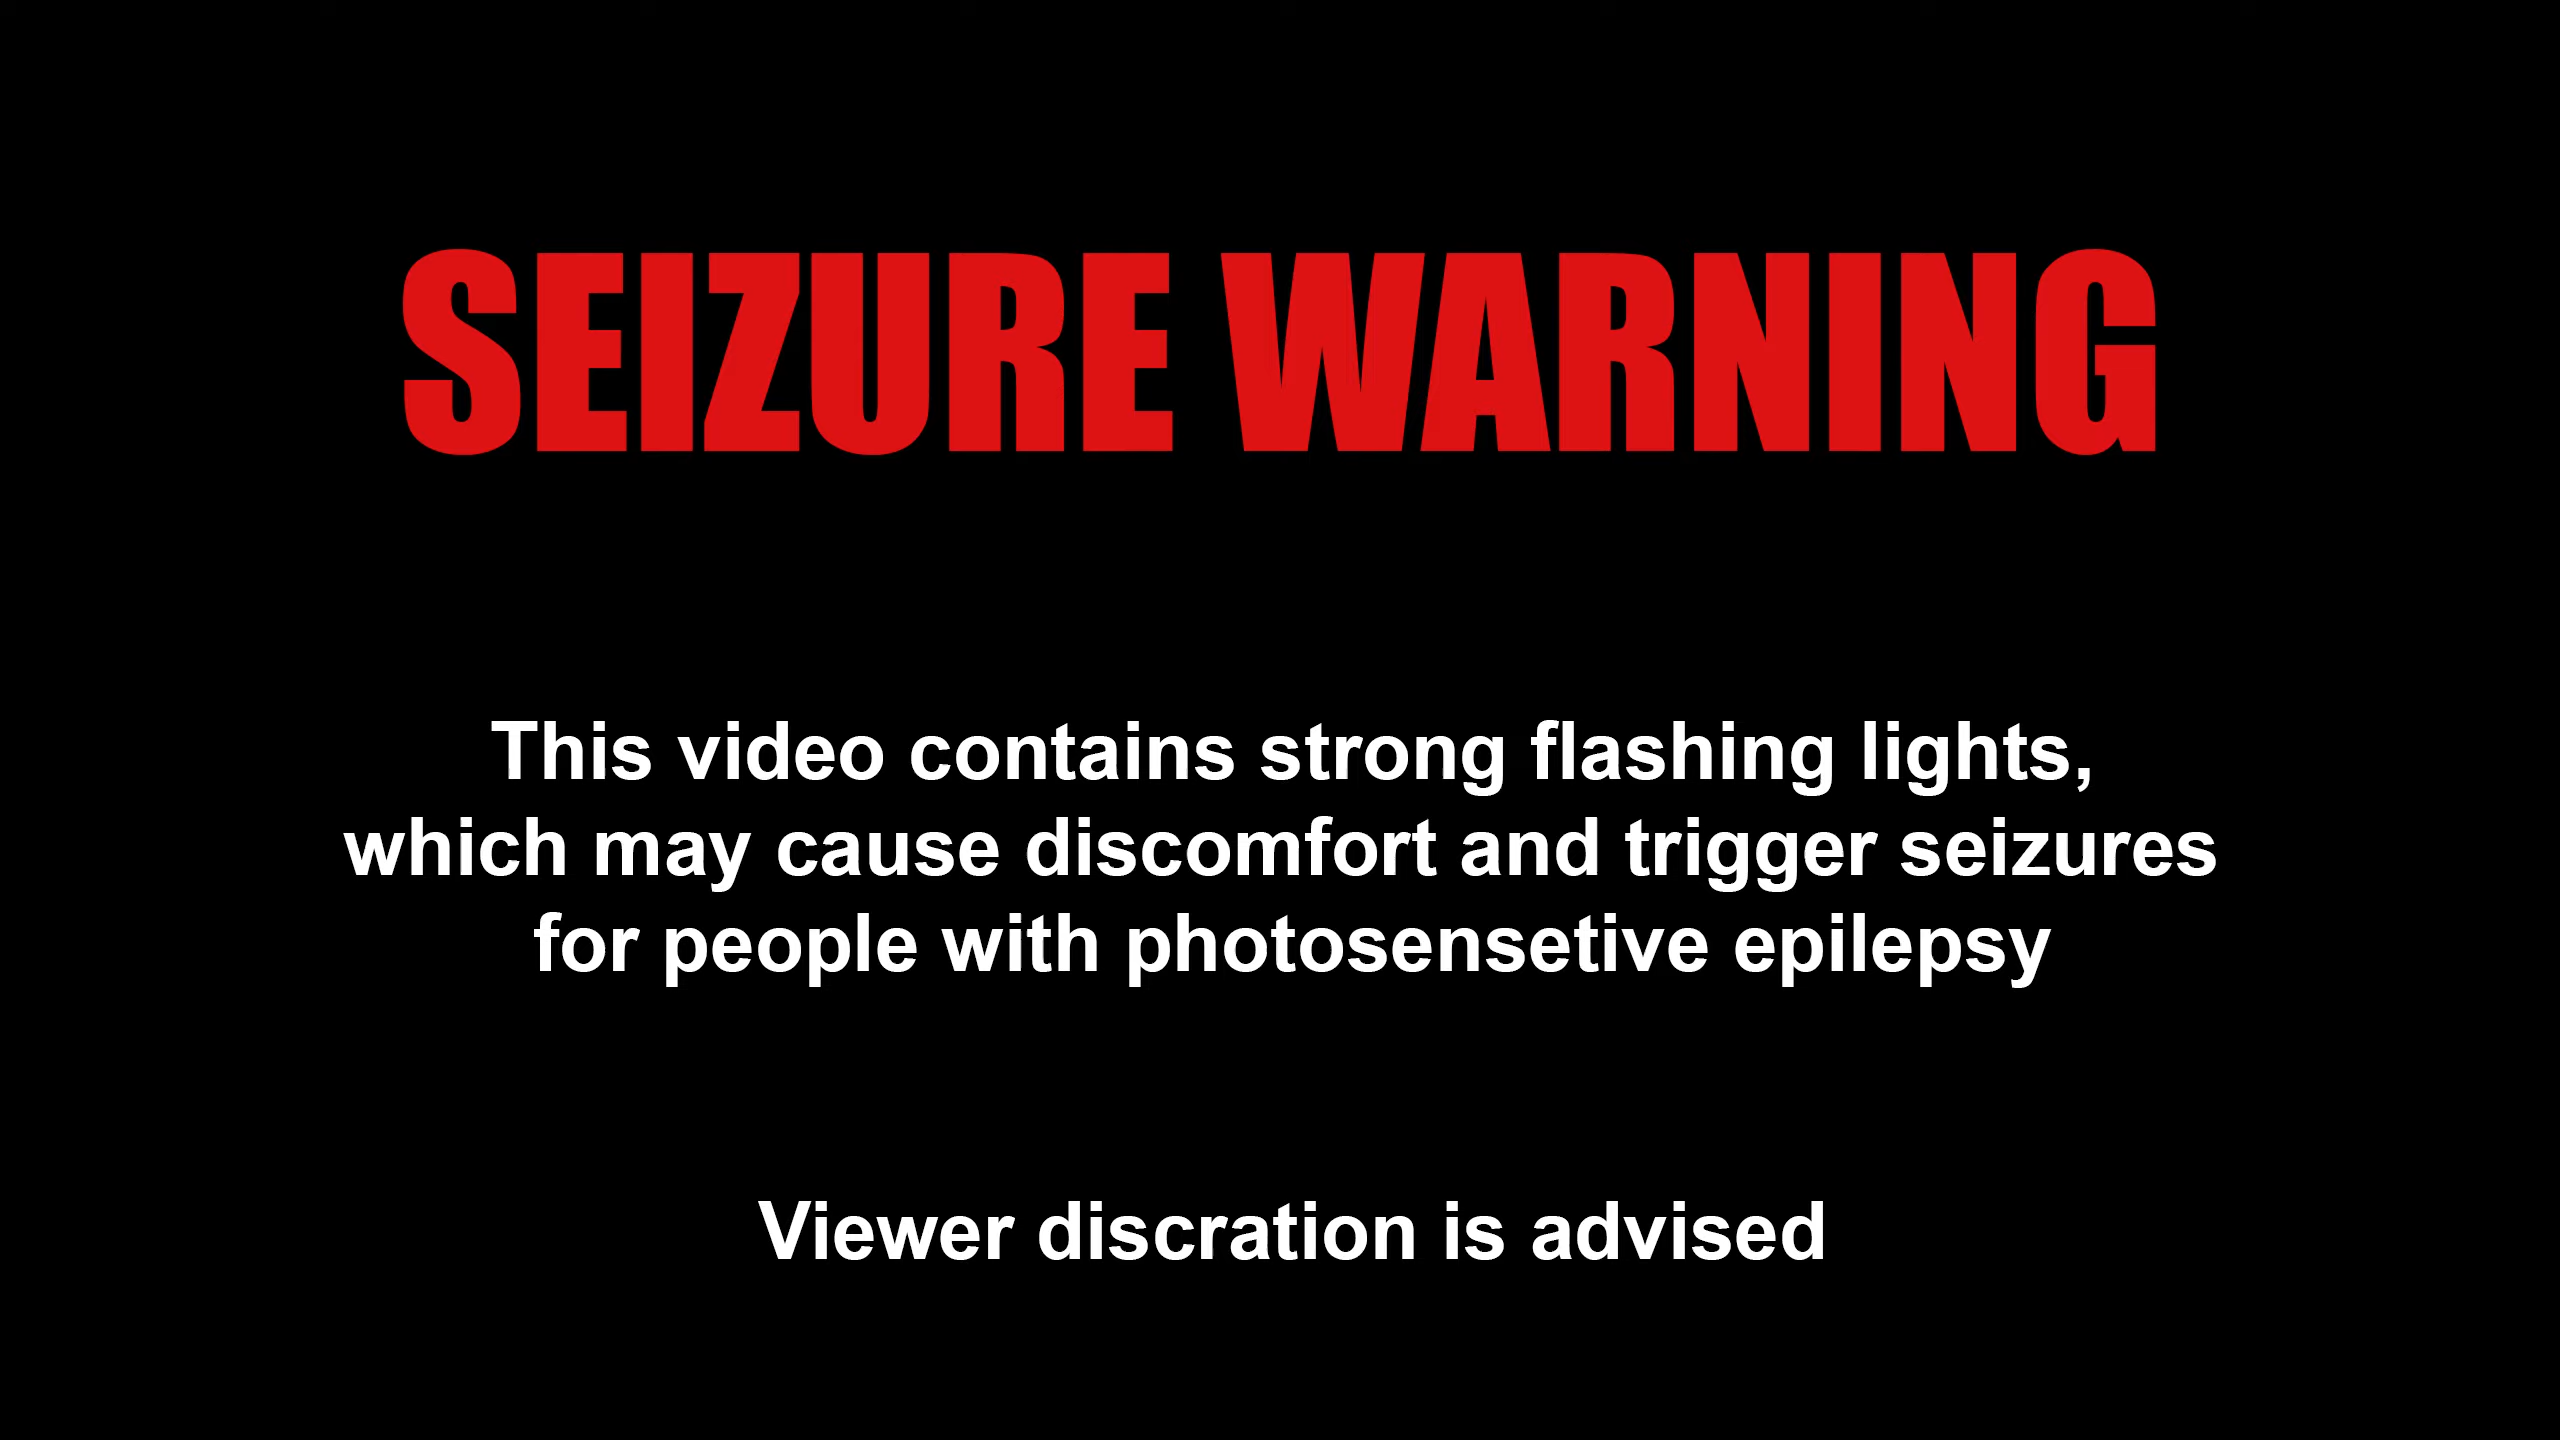 SEIZURE WARNING
This video contains strong flashing lights,
which may cause discomfort and trigger seizures
for people with photosensetive epilepsy
Viewer discration is advised